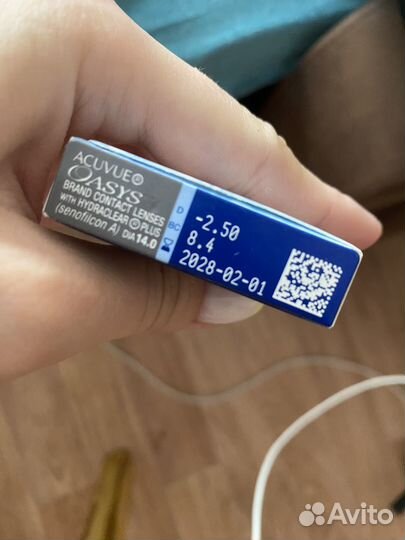 ACUVUE®
OASYS
BRAND CONTACT LENSES
WITH HYDRACLEAR® PLUS
(senofilcon A) DIA 14.0
D -2.50
BC 8.4
2028-02-01
Avito